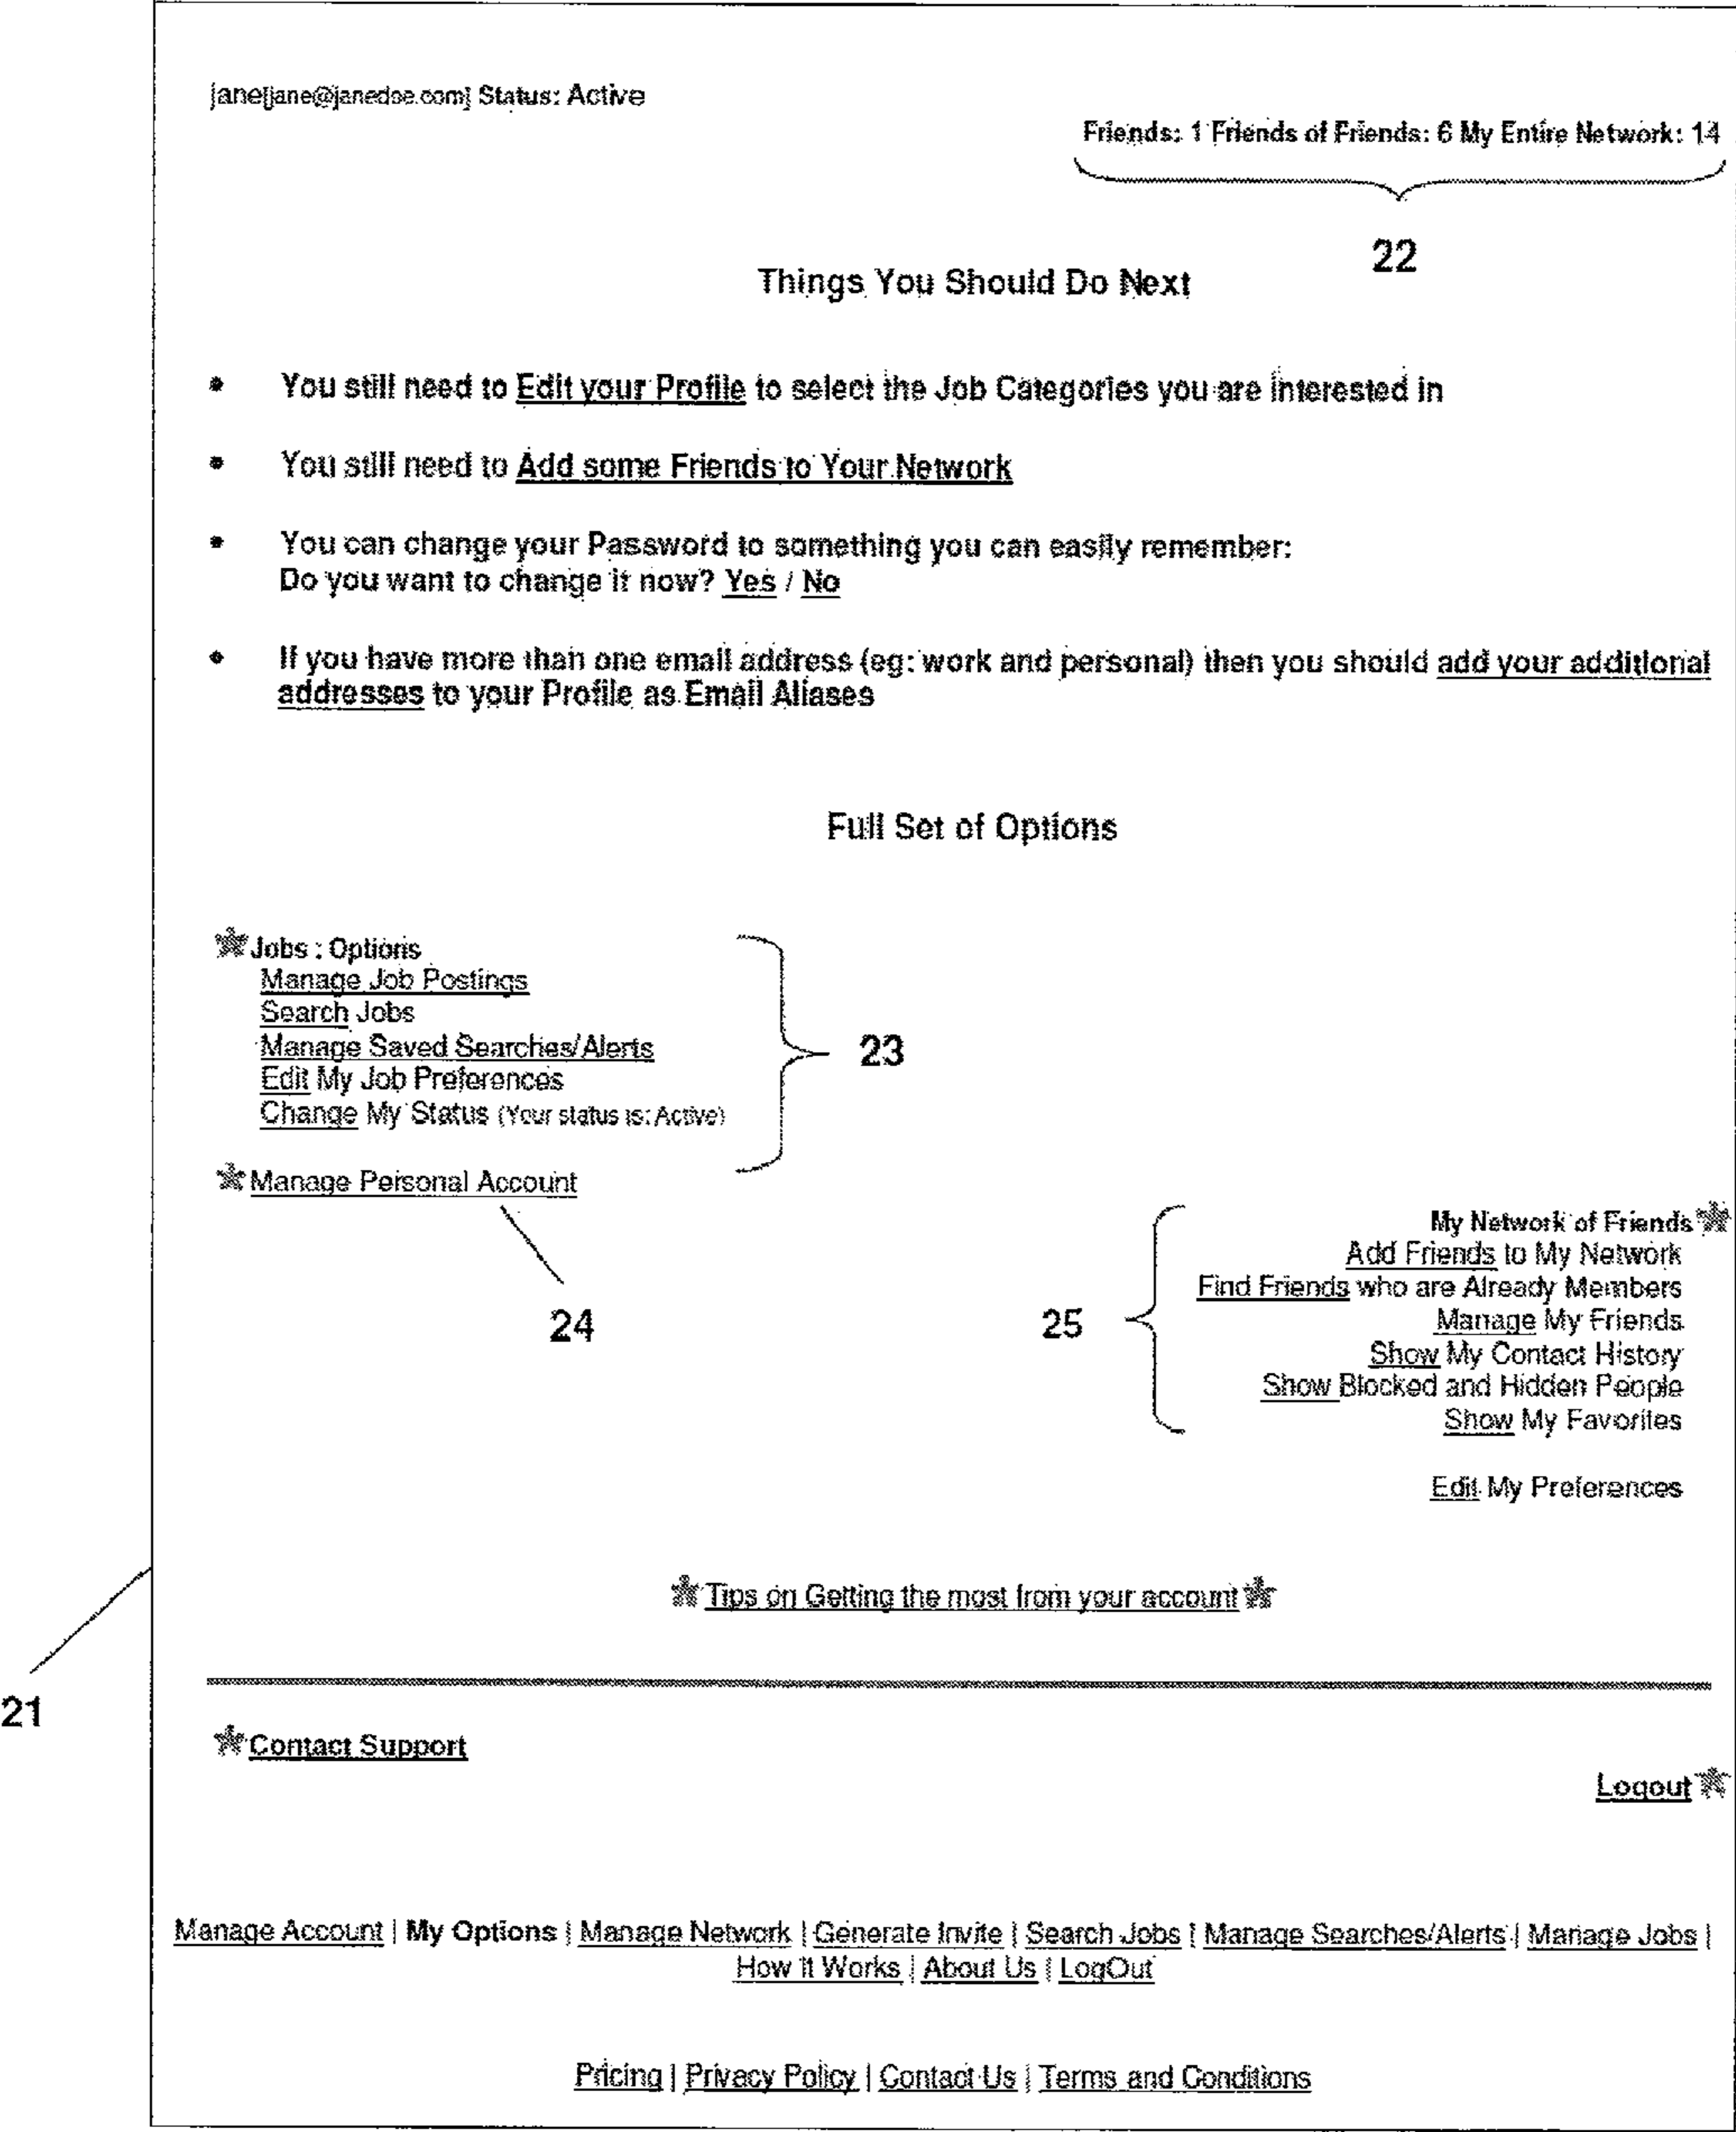 jane[jane@janedoe.com] Status: Active
Friends: 1 Friends of Friends: 6 My Entire Network: 14
22
Things You Should Do Next
• You still need to Edit your Profile to select the Job Categories you are interested in
• You still need to Add some Friends to Your Network
• You can change your Password to something you can easily remember:
Do you want to change it now? Yes / No
• If you have more than one email address (eg: work and personal) then you should add your additional
addresses to your Profile as Email Aliases
Full Set of Options
Jobs : Options
Manage Job Postings
Search Jobs
Manage Saved Searches/Alerts
Edit My Job Preferences
Change My Status (Your status is: Active)
23
Manage Personal Account
24
25
My Network of Friends
Add Friends to My Network
Find Friends who are Already Members
Manage My Friends
Show My Contact History
Show Blocked and Hidden People
Show My Favorites
Edit My Preferences
Tips on Getting the most from your account
21
Contact Support
Logout
Manage Account | My Options | Manage Network | Generate Invite | Search Jobs | Manage Searches/Alerts | Manage Jobs |
How It Works | About Us | LogOut
Pricing | Privacy Policy | Contact Us | Terms and Conditions